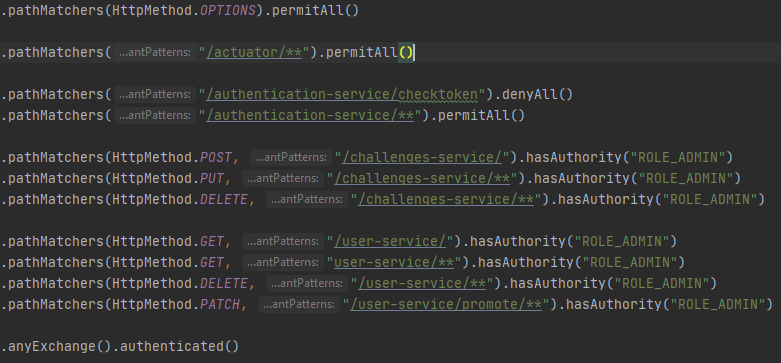 .pathMatchers(HttpMethod.OPTIONS).permitAll()
.pathMatchers( ...antPatterns: "/actuator/**").permitAll()
.pathMatchers( ...antPatterns: "/authentication-service/checktoken").denyAll()
.pathMatchers( ...antPatterns: "/authentication-service/**").permitAll()
.pathMatchers(HttpMethod.POST, ...antPatterns: "/challenges-service/").hasAuthority("ROLE_ADMIN")
.pathMatchers(HttpMethod.PUT, ...antPatterns: "/challenges-service/**").hasAuthority("ROLE_ADMIN")
.pathMatchers(HttpMethod.DELETE, ...antPatterns: "/challenges-service/**").hasAuthority("ROLE_ADMIN")
.pathMatchers(HttpMethod.GET, ...antPatterns: "/user-service/").hasAuthority("ROLE_ADMIN")
.pathMatchers(HttpMethod.GET, ...antPatterns: "user-service/**").hasAuthority("ROLE_ADMIN")
.pathMatchers(HttpMethod.DELETE, ...antPatterns: "/user-service/**").hasAuthority("ROLE_ADMIN")
.pathMatchers(HttpMethod.PATCH, ...antPatterns: "/user-service/promote/**").hasAuthority("ROLE_ADMIN")
.anyExchange().authenticated()